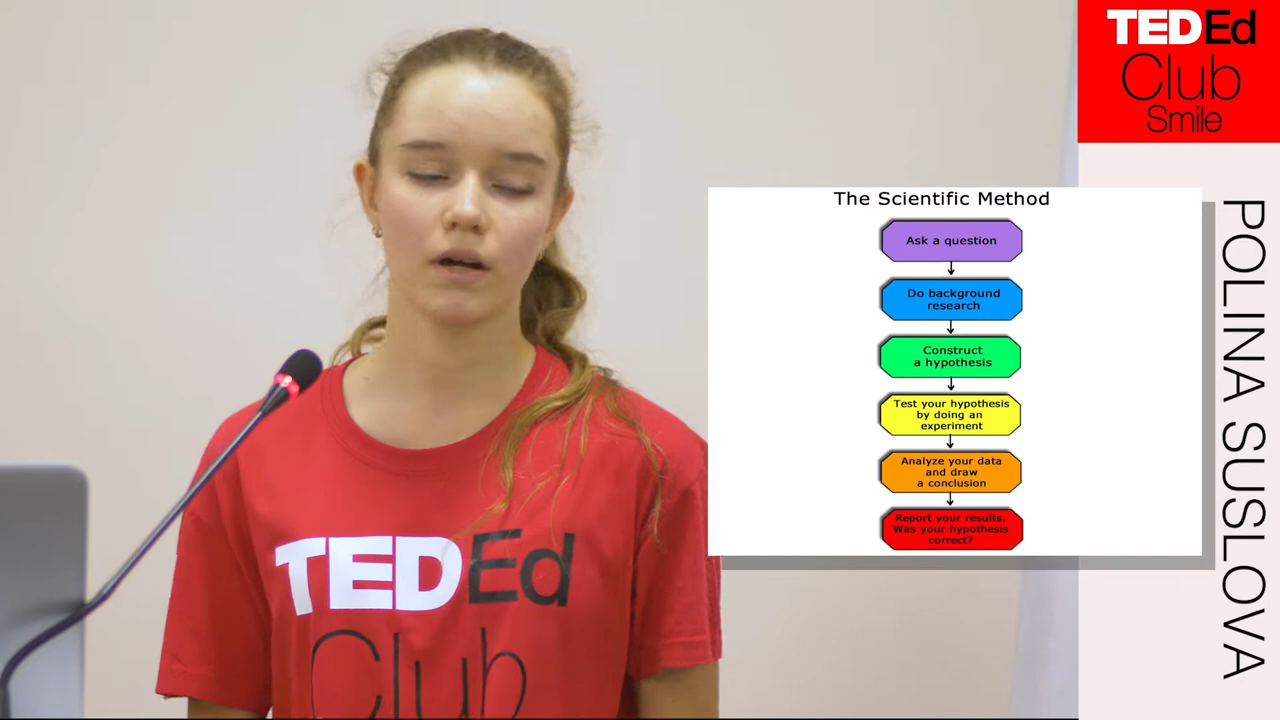 TEDEd
Club
Smile
POLINA SUSLOVA
The Scientific Method
Ask a question
Do background
research
Construct
a hypothesis
Test your hypothesis
by doing an
experiment
Analyze your data
and draw
a conclusion
Report your results.
Was your hypothesis
correct?
TEDEd
Club